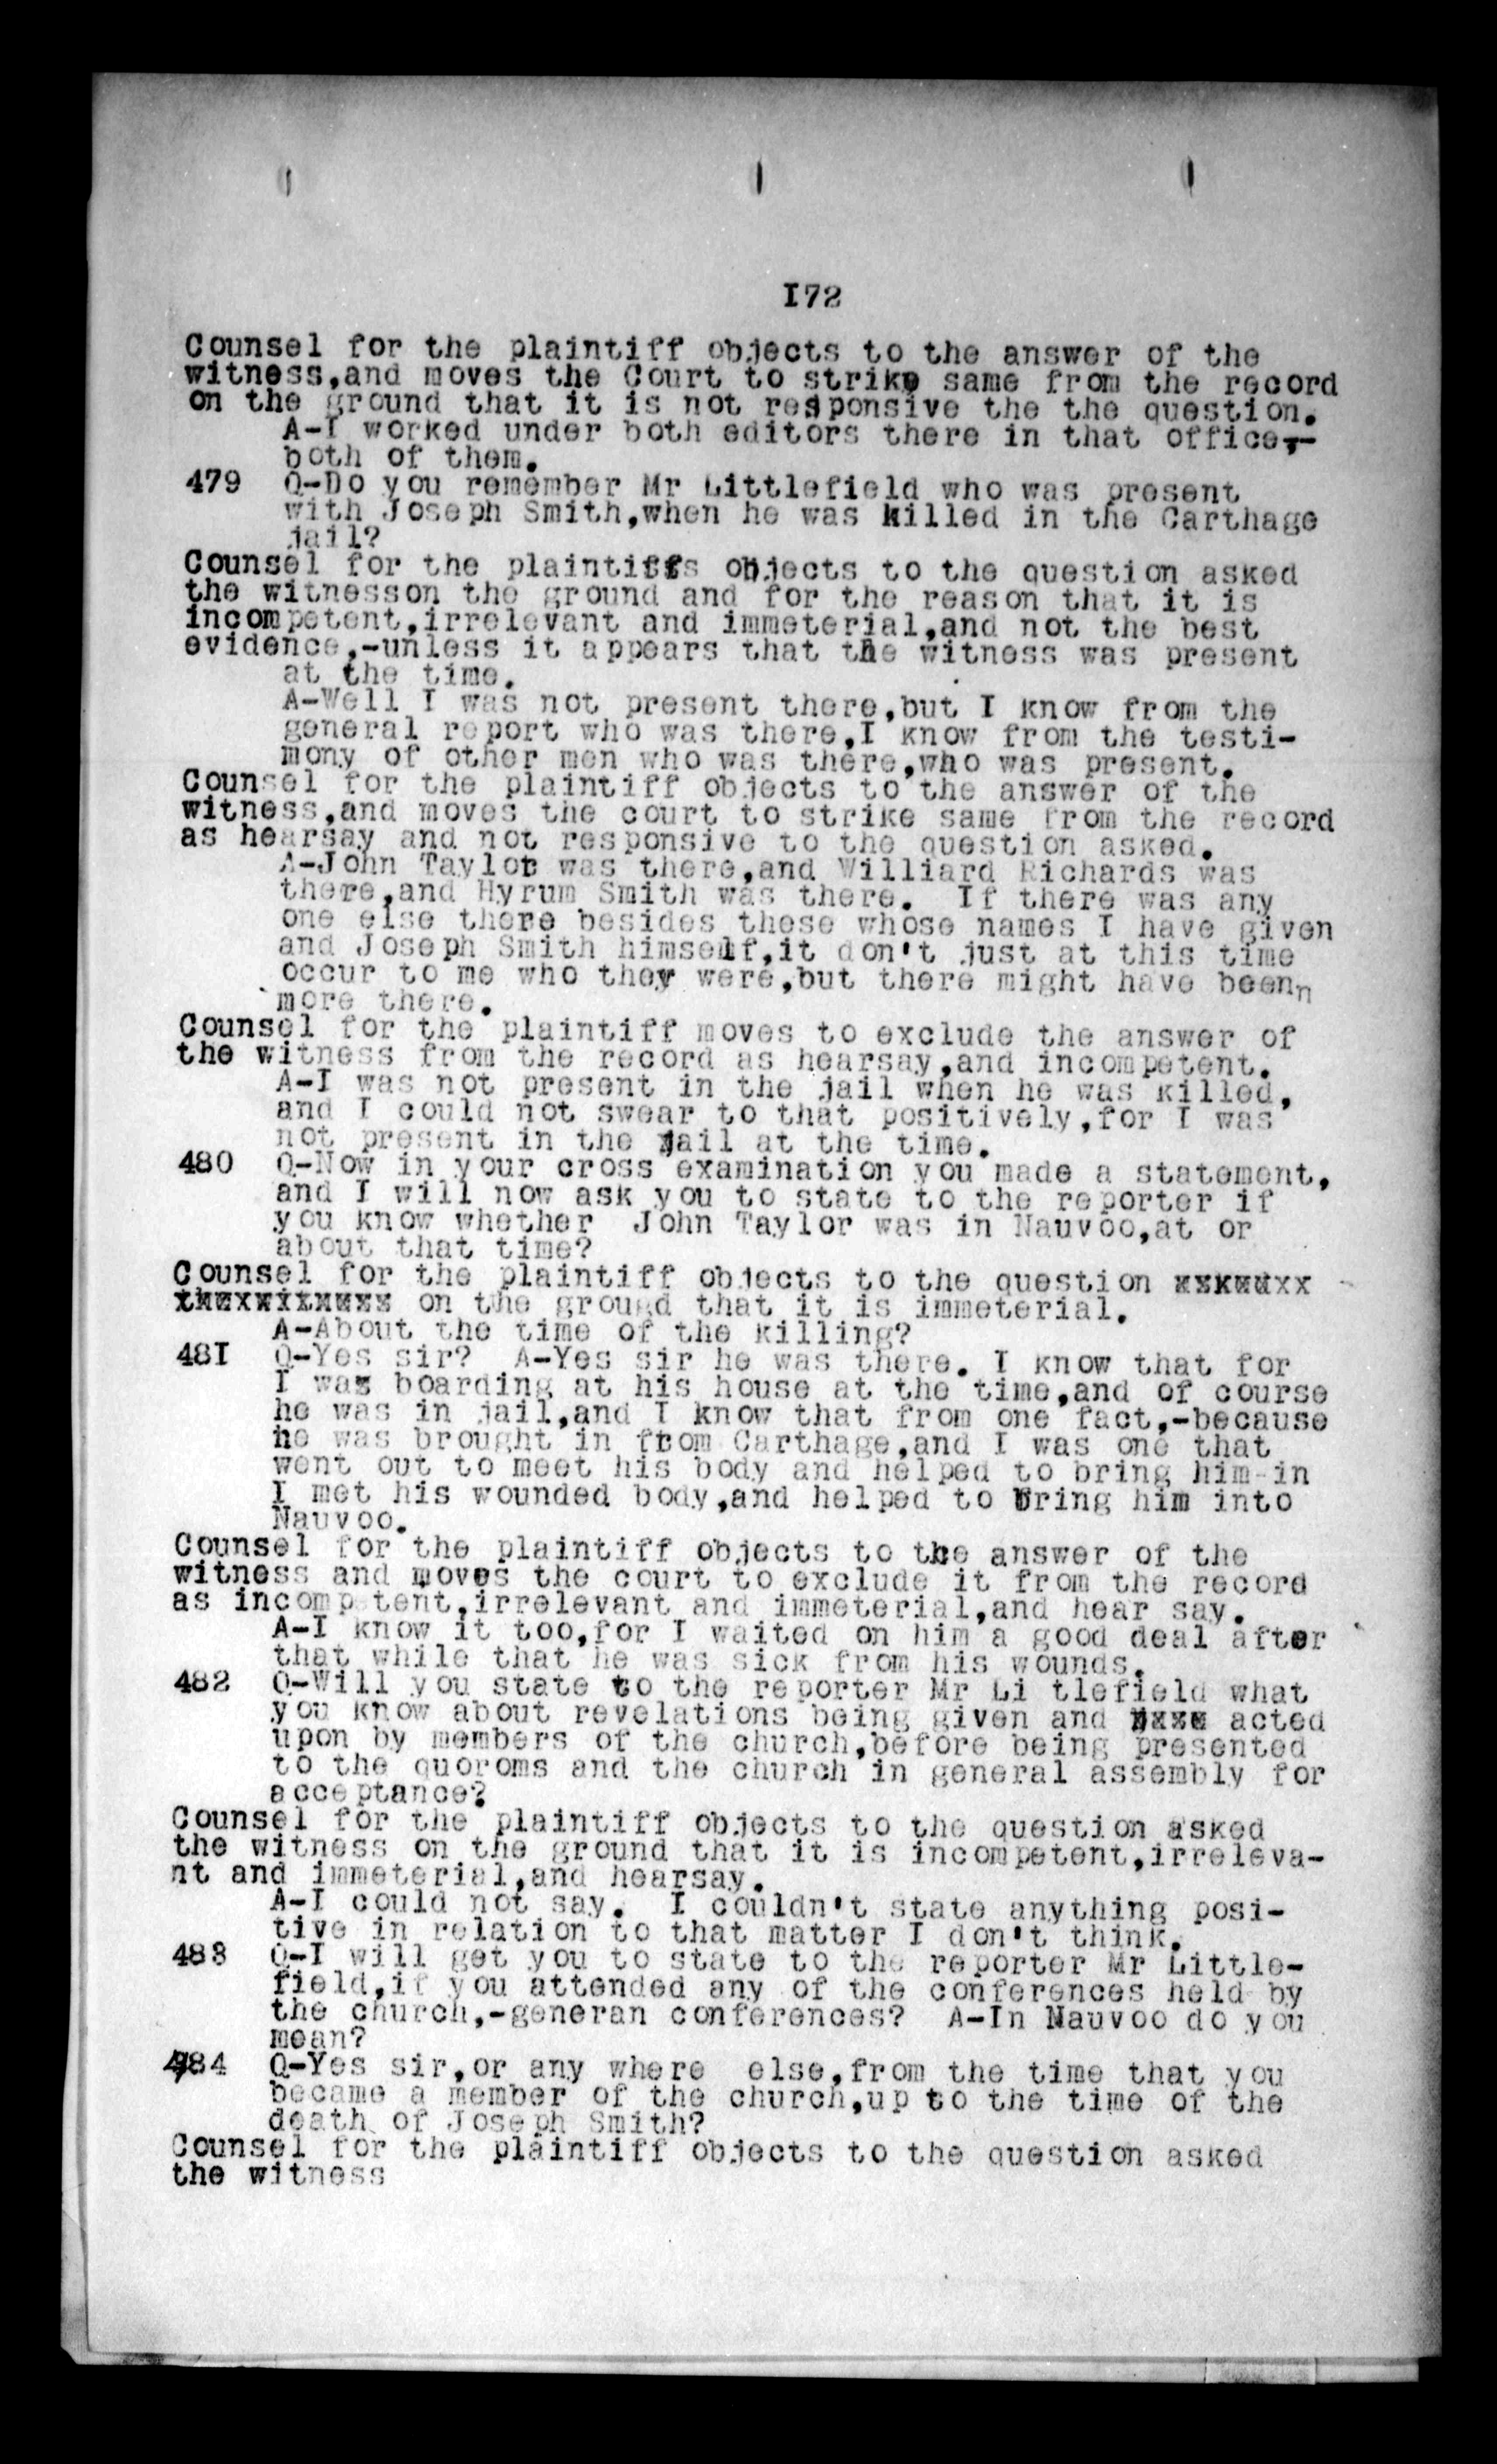 I72
Counsel for the plaintiff objects to the answer of the
witness,and moves the Court to strike same from the record
on the ground that it is not responsive the the question.
A-I worked under both editors there in that office,-
both of them.
479 Q-Do you remember Mr Littlefield who was present
with Joseph Smith,when he was killed in the Carthage
jail?
Counsel for the plaintiffs objects to the question asked
the witnesson the ground and for the reason that it is
incompetent,irrelevant and immeterial,and not the best
evidence,-unless it appears that the witness was present
at the time.
A-Well I was not present there,but I know from the
general report who was there,I know from the testi-
mony of other men who was there,who was present.
Counsel for the plaintiff objects to the answer of the
witness,and moves the court to strike same from the record
as hearsay and not responsive to the question asked.
A-John Taylor was there,and Williard Richards was
there,and Hyrum Smith was there. If there was any
one else there besides these whose names I have given
and Joseph Smith himself,it don't just at this time
occur to me who they were,but there might have beenn
more there.
Counsel for the plaintiff moves to exclude the answer of
the witness from the record as hearsay,and incompetent.
A-I was not present in the jail when he was killed,
and I could not swear to that positively,for I was
not present in the jail at the time.
480 Q-Now in your cross examination you made a statement,
and I will now ask you to state to the reporter if
you know whether John Taylor was in Nauvoo,at or
about that time?
Counsel for the plaintiff objects to the question
on the grougd that it is immeterial.
A-About the time of the killing?
48I Q-Yes sir? A-Yes sir he was there. I know that for
I was boarding at his house at the time,and of course
he was in jail,and I know that from one fact,-because
he was brought in from Carthage,and I was one that
went out to meet his body and helped to bring him-in
I met his wounded body,and helped to bring him into
Nauvoo.
Counsel for the plaintiff objects to the answer of the
witness and moves the court to exclude it from the record
as incompetent,irrelevant and immeterial,and hear say.
A-I know it too,for I waited on him a good deal after
that while that he was sick from his wounds.
482 Q-Will you state to the reporter Mr Li tlefield what
you know about revelations being given and acted
upon by members of the church,before being presented
to the quoroms and the church in general assembly for
acceptance?
Counsel for the plaintiff objects to the question asked
the witness on the ground that it is incompetent,irreleva-
nt and immeterial,and hearsay.
A-I could not say. I couldn't state anything posi-
tive in relation to that matter I don't think.
483 Q-I will get you to state to the reporter Mr Little-
field,if you attended any of the conferences held by
the church,-generan conferences? A-In Nauvoo do you
mean?
484 Q-Yes sir,or any where else,from the time that you
became a member of the church,up to the time of the
death of Joseph Smith?
Counsel for the plaintiff objects to the question asked
the witness